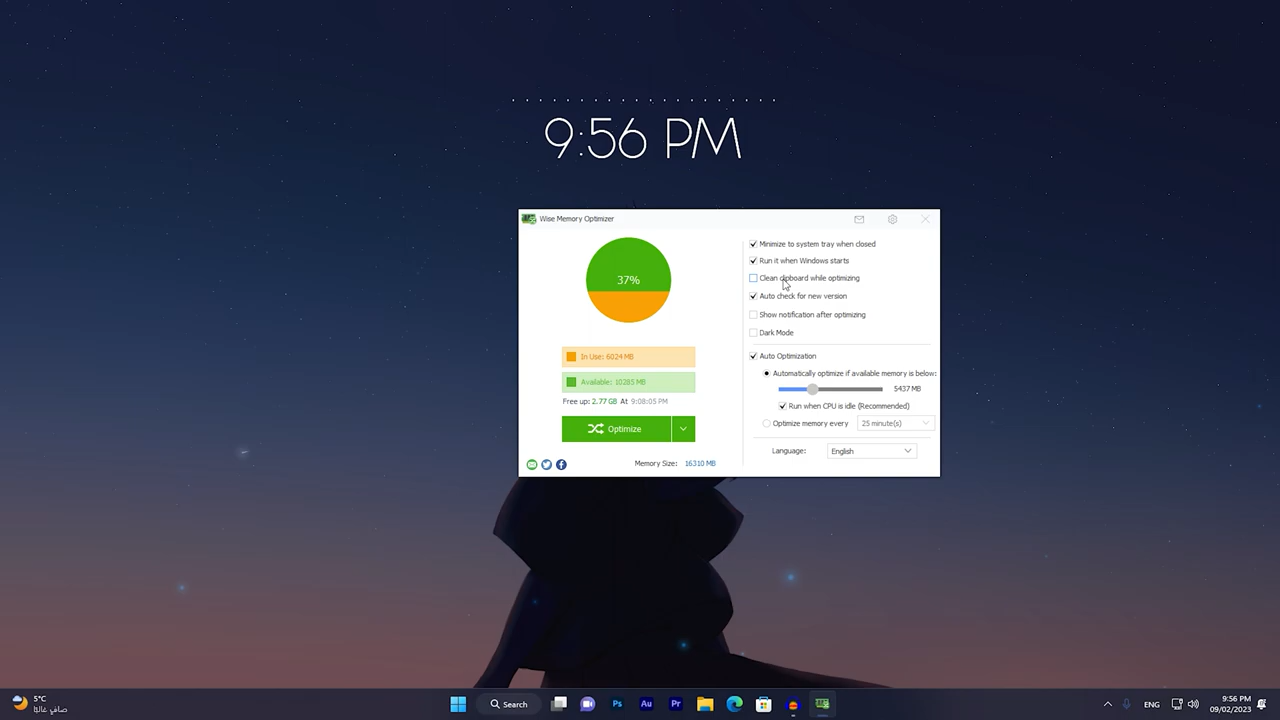 9:56 PM
Wise Memory Optimizer
37%
In Use: 6024 MB
Available: 10285 MB
Free up: 2.77 GB At 9:08:05 PM
Optimize
Memory Size: 16310 MB
Minimize to system tray when closed
Run it when Windows starts
Clean clipboard while optimizing
Auto check for new version
Show notification after optimizing
Dark Mode
Auto Optimization
Automatically optimize if available memory is below:
5437 MB
Run when CPU is idle (Recommended)
Optimize memory every 25 minute(s)
Language: English
5°C
Search
Ps
Au
Pr
ENG
9:56 PM
09/02/2023